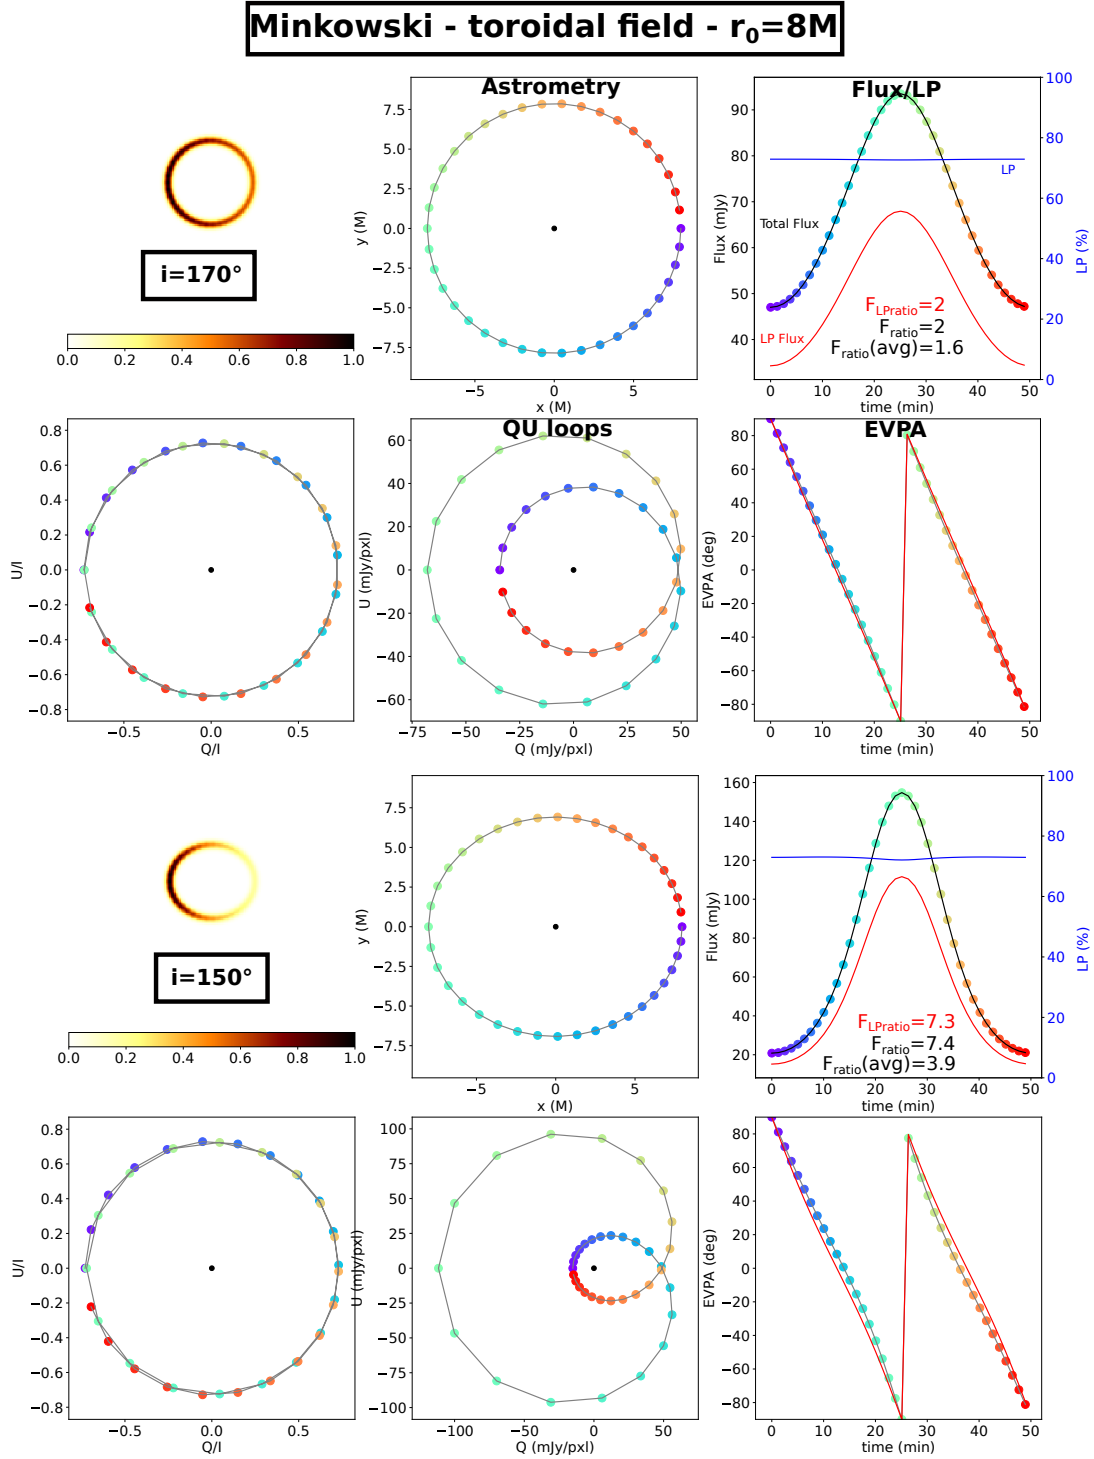 Minkowski - toroidal field - r₀=8M
i=170°
0.0 0.2 0.4 0.6 0.8 1.0
Astrometry
7.5
5.0
2.5
0.0
−2.5
−5.0
−7.5
y (M)
−5 0 5
x (M)
Flux/LP
90
80
70
60
50
40
Flux (mJy)
100
80
60
40
20
0
LP (%)
LP
Total Flux
LP Flux
F_LPratio=2
F_ratio=2
F_ratio(avg)=1.6
0 10 20 30 40 50
time (min)
0.8
0.6
0.4
0.2
0.0
−0.2
−0.4
−0.6
−0.8
U/I
−0.5 0.0 0.5
Q/I
QU loops
60
40
20
0
−20
−40
−60
U (mJy/pxl)
−75 −50 −25 0 25 50
Q (mJy/pxl)
EVPA
80
60
40
20
0
−20
−40
−60
−80
EVPA (deg)
0 10 20 30 40 50
time (min)
i=150°
0.0 0.2 0.4 0.6 0.8 1.0
7.5
5.0
2.5
0.0
−2.5
−5.0
−7.5
y (M)
−5 0 5
x (M)
160
140
120
100
80
60
40
20
Flux (mJy)
100
80
60
40
20
0
LP (%)
F_LPratio=7.3
F_ratio=7.4
F_ratio(avg)=3.9
0 10 20 30 40 50
time (min)
0.8
0.6
0.4
0.2
0.0
−0.2
−0.4
−0.6
−0.8
U/I
−0.5 0.0 0.5
Q/I
100
75
50
25
0
−25
−50
−75
−100
U (mJy/pxl)
−100 −50 0 50
Q (mJy/pxl)
80
60
40
20
0
−20
−40
−60
−80
EVPA (deg)
0 10 20 30 40 50
time (min)